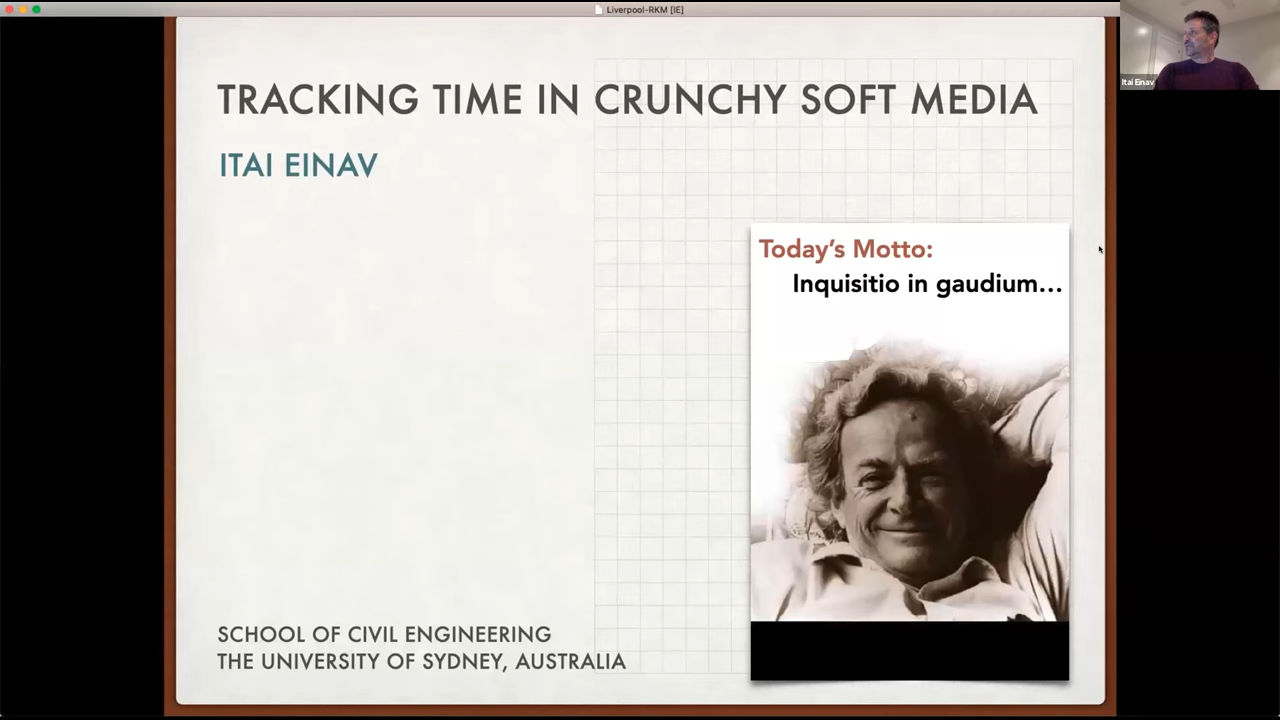 Liverpool-RKM [IE]
TRACKING TIME IN CRUNCHY SOFT MEDIA
ITAI EINAV
Today’s Motto:
Inquisitio in gaudium…
SCHOOL OF CIVIL ENGINEERING
THE UNIVERSITY OF SYDNEY, AUSTRALIA
Itai Einav